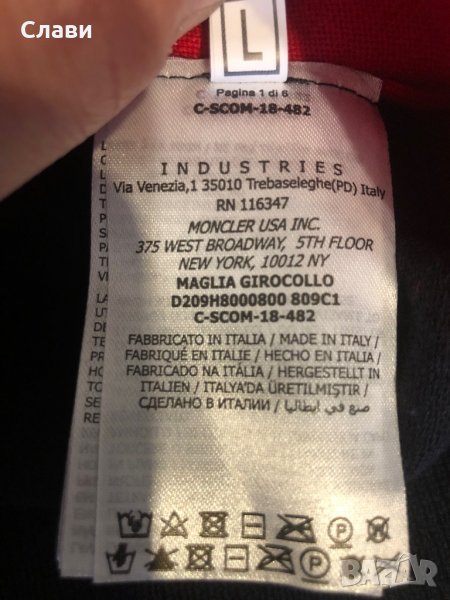 Слави
L
Pagina 1 di 6
C-SCOM-18-482
INDUSTRIES
Via Venezia,1 35010 Trebaseleghe(PD) Italy
RN 116347
MONCLER USA INC.
375 WEST BROADWAY, 5TH FLOOR
NEW YORK, 10012 NY
MAGLIA GIROCOLLO
D209H8000800 809C1
C-SCOM-18-482
FABBRICATO IN ITALIA / MADE IN ITALY /
FABRIQUÉ EN ITALIE / HECHO EN ITALIA /
FABRICADO NA ITÁLIA / HERGESTELLT IN
ITALIEN / ITALYA'DA ÜRETILMIŞTIR /
СДЕЛАНО В ИТАЛИИ / صنع في ايطاليا
BAZAR